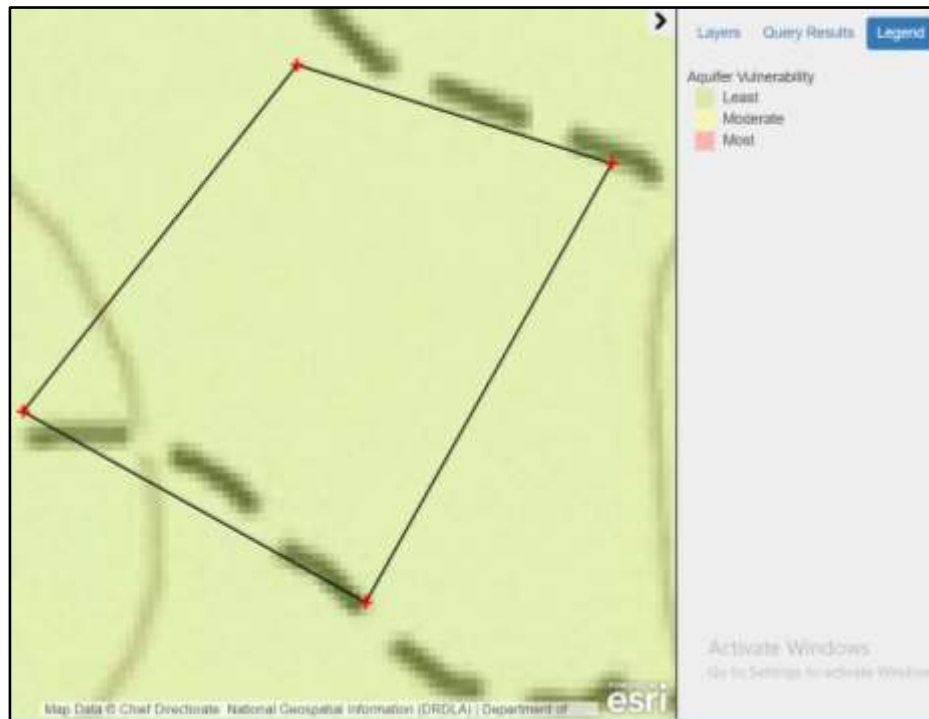 Layers Query Results Legend
Aquifer Vulnerability
Least
Moderate
Most
Activate Windows
Go to Settings to activate Windows
Map Data © Chief Directorate: National Geospatial Information (DRDLA) | Department of
esri